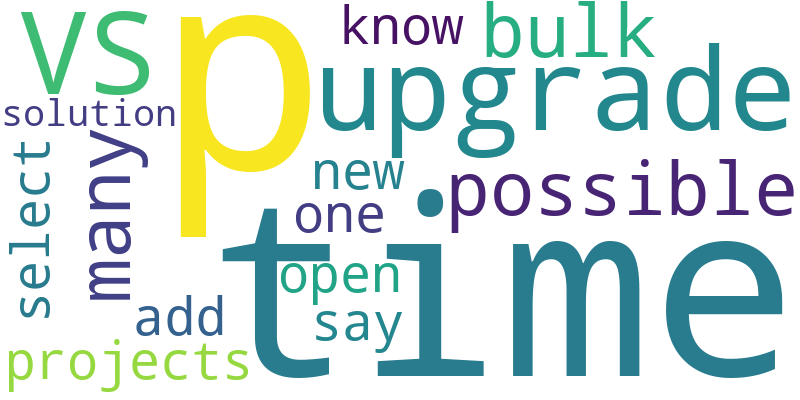 vs
p
know
bulk
upgrade
solution
many
select
new
one
possible
time
open
add
say
projects